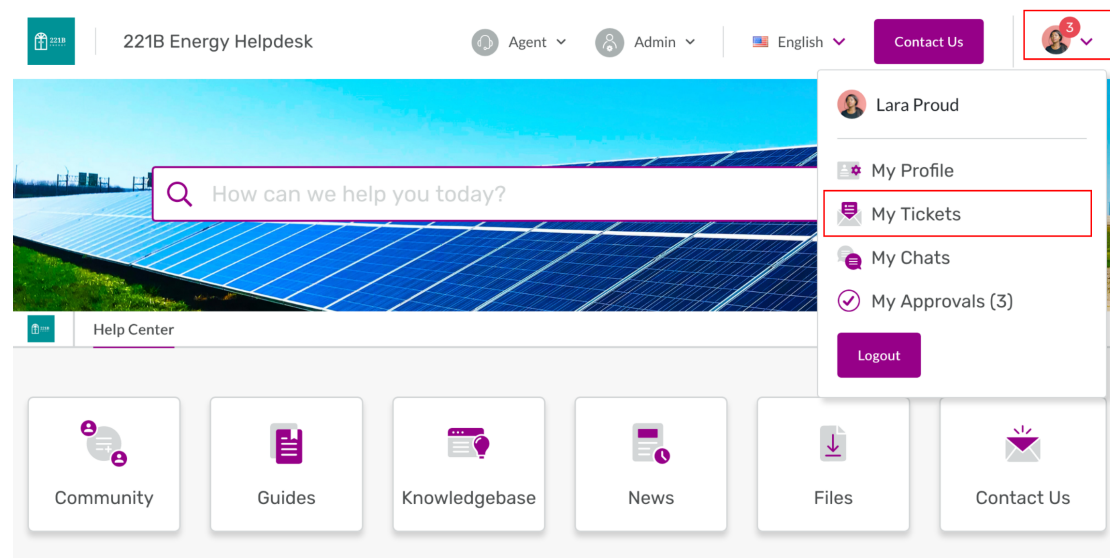 221B
221B Energy Helpdesk
Agent
Admin
English
Contact Us
3
Lara Proud
My Profile
How can we help you today?
My Tickets
My Chats
My Approvals (3)
Help Center
Logout
Community
Guides
Knowledgebase
News
Files
Contact Us